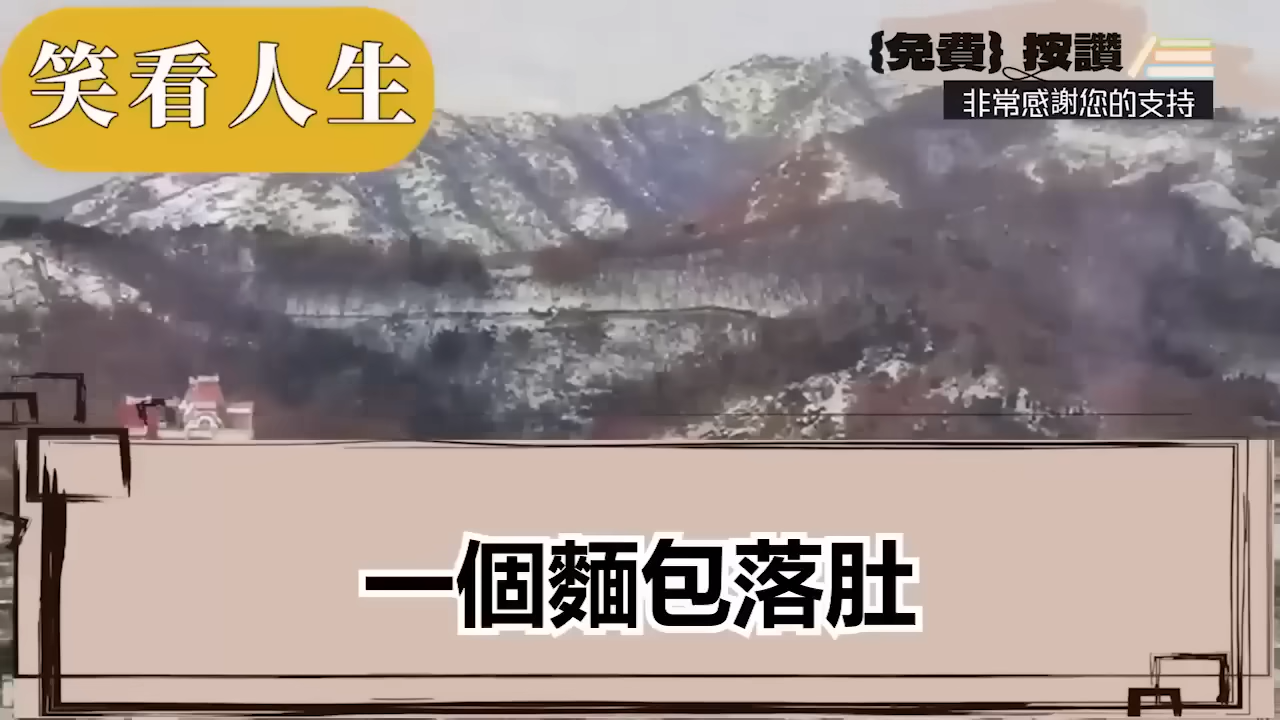 笑看人生
{免費} 按讚
非常感謝您的支持
一個麵包落肚